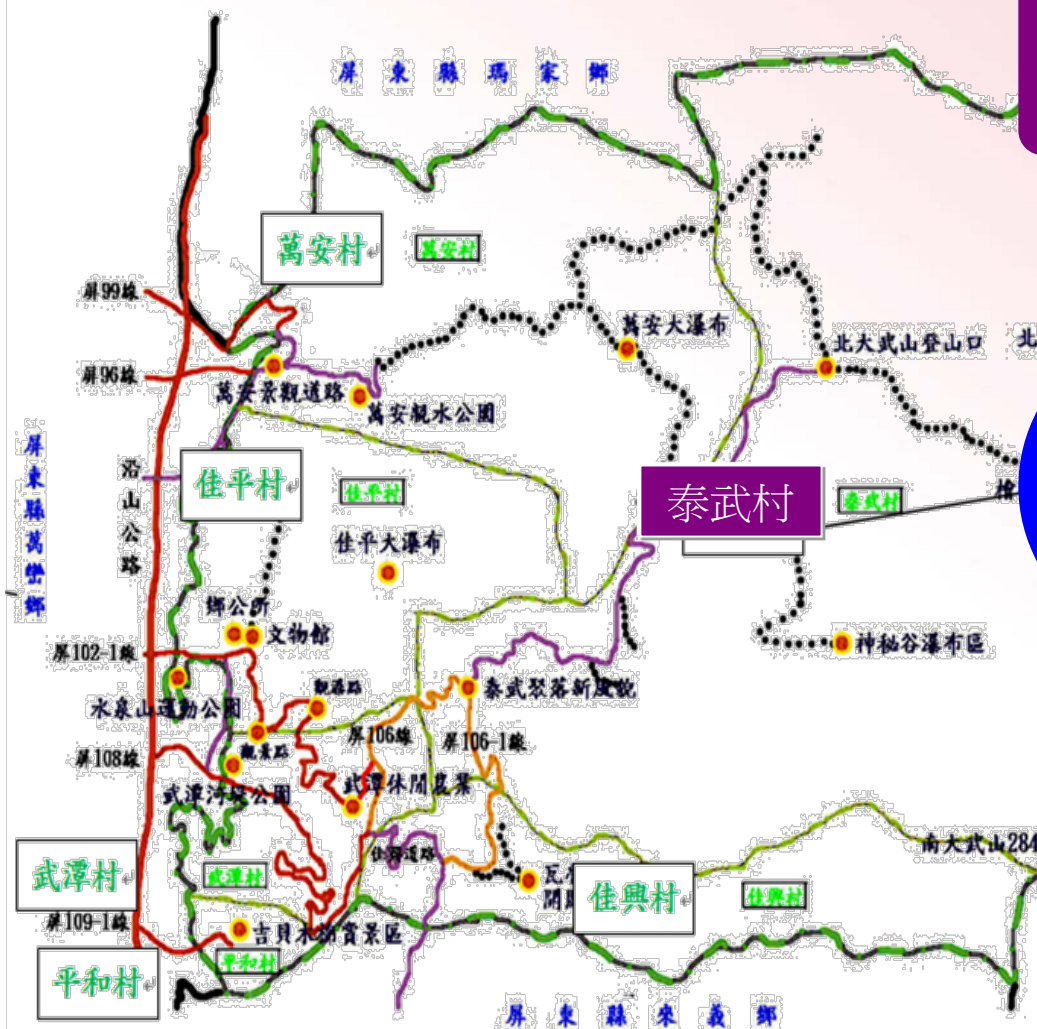 屏東縣瑪家鄉
萬安村
萬安村
屏99線
萬安大瀑布
北大武山登山口
北
屏96線
萬安景觀道路
萬安親水公園
屏東縣萬巒鄉
沿山公路
佳平村
佳平村
泰武村
泰武村
檜
佳平大瀑布
鄉公所
文物館
屏102-1線
神秘谷瀑布區
水泉山運動公園
觀景路
泰武聚落新風貌
屏106線
屏106-1線
觀景路
屏108線
武潭河堤公園
武潭休閒農業
南大武山284
武潭村
武潭村
佳興村
佳興村
屏109-1線
吉貝木棉賞景區
平和村
平和村
屏東縣來義鄉